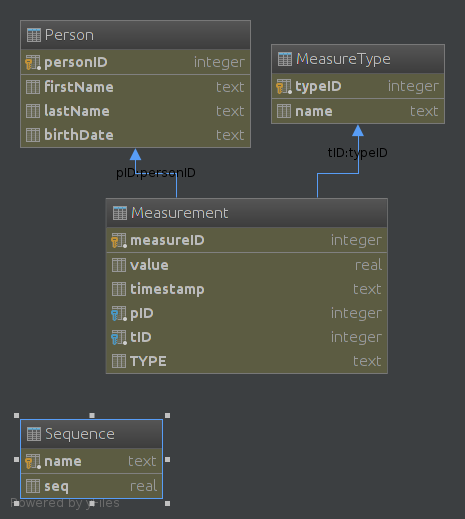 Person
personID integer
firstName text
lastName text
birthDate text
MeasureType
typeID integer
name text
pID:personID
tID:typeID
Measurement
measureID integer
value real
timestamp text
pID integer
tID integer
TYPE text
Sequence
name text
seq real
Powered by yFiles